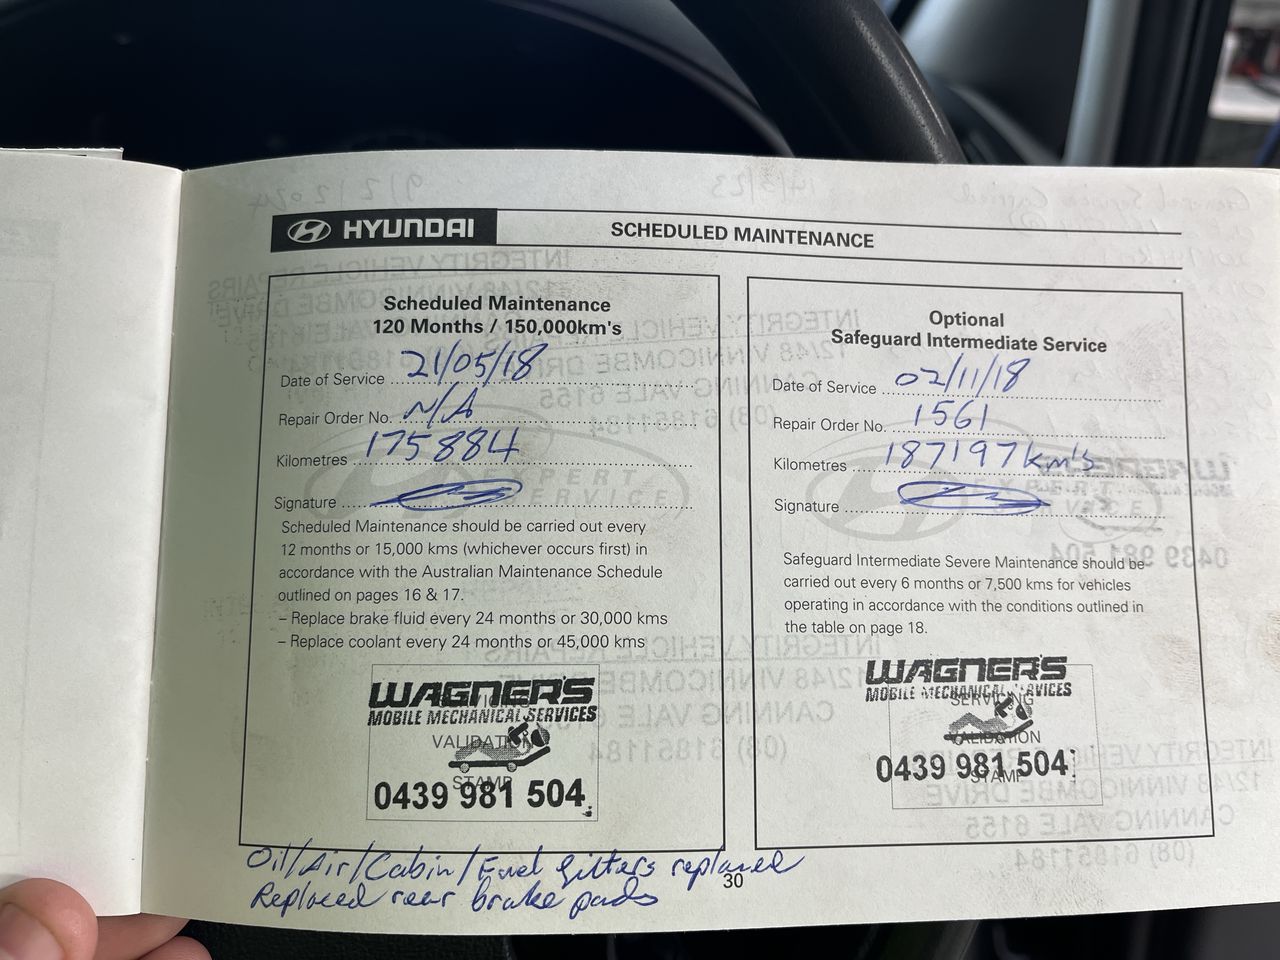 HYUNDAI
SCHEDULED MAINTENANCE
Scheduled Maintenance
120 Months / 150,000km's
Date of Service 21/05/18
Repair Order No. N/A
Kilometres 175884
Signature
Scheduled Maintenance should be carried out every
12 months or 15,000 kms (whichever occurs first) in
accordance with the Australian Maintenance Schedule
outlined on pages 16 & 17.
– Replace brake fluid every 24 months or 30,000 kms
– Replace coolant every 24 months or 45,000 kms
WAGNER'S
MOBILE MECHANICAL SERVICES
VALIDATION
STAMP
0439 981 504
Oil/Air/Cabin/Fuel filters replaced
Replaced rear brake pads
Optional
Safeguard Intermediate Service
Date of Service 02/11/18
Repair Order No. 1561
Kilometres 187197km's
Signature
Safeguard Intermediate Severe Maintenance should be
carried out every 6 months or 7,500 kms for vehicles
operating in accordance with the conditions outlined in
the table on page 18.
WAGNER'S
MOBILE MECHANICAL SERVICES
SERVICING
VALIDATION
STAMP
0439 981 504
30